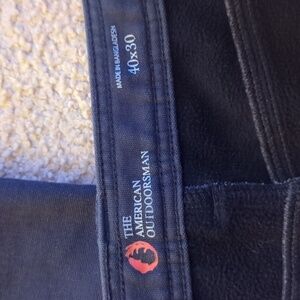 THE
AMERICAN
OUTDOORSMAN
40x30
MADE IN BANGLADESH